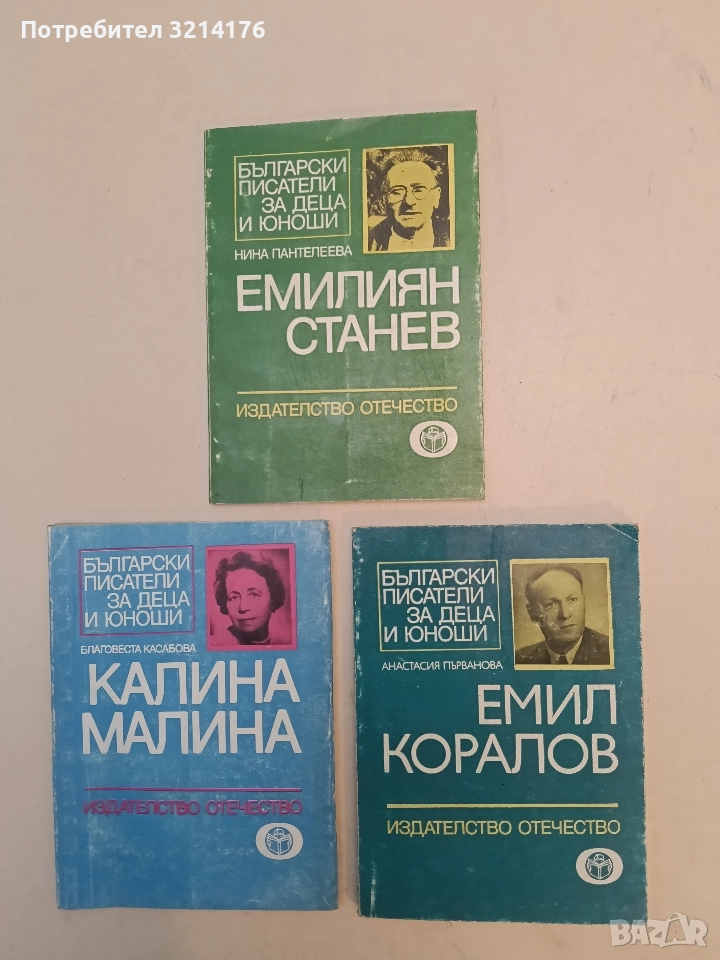 Потребител 3214176
БЪЛГАРСКИ
ПИСАТЕЛИ
ЗА ДЕЦА
И ЮНОШИ
НИНА ПАНТЕЛЕЕВА
ЕМИЛИЯН
СТАНЕВ
ИЗДАТЕЛСТВО ОТЕЧЕСТВО
БЪЛГАРСКИ
ПИСАТЕЛИ
ЗА ДЕЦА
И ЮНОШИ
БЛАГОВЕСТА КАСАБОВА
КАЛИНА
МАЛИНА
ИЗДАТЕЛСТВО ОТЕЧЕСТВО
БЪЛГАРСКИ
ПИСАТЕЛИ
ЗА ДЕЦА
И ЮНОШИ
АНАСТАСИЯ ПЪРВАНОВА
ЕМИЛ
КОРАЛОВ
ИЗДАТЕЛСТВО ОТЕЧЕСТВО
BAZAR